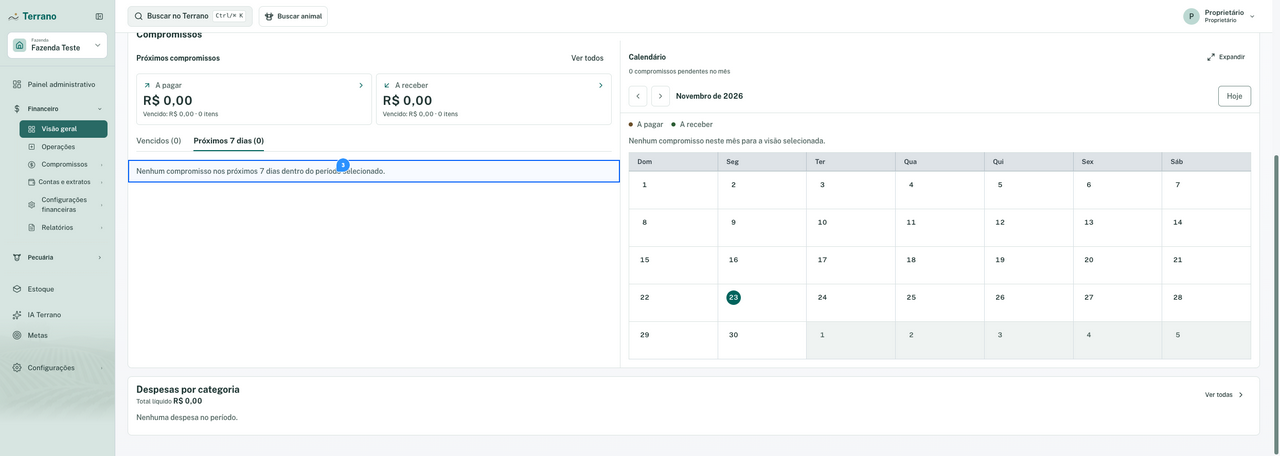 Terrano
Fazenda
Fazenda Teste
Painel administrativo
Financeiro
Visão geral
Operações
Compromissos
Contas e extratos
Configurações
financeiras
Relatórios
Pecuária
Estoque
IA Terrano
Metas
Configurações
Buscar no Terrano
Ctrl/⌘ K
Buscar animal
P
Proprietário
Proprietário
Compromissos
Próximos compromissos
Ver todos
A pagar
R$ 0,00
Vencido: R$ 0,00 · 0 itens
A receber
R$ 0,00
Vencido: R$ 0,00 · 0 itens
Vencidos (0)
Próximos 7 dias (0)
3
Nenhum compromisso nos próximos 7 dias dentro do período selecionado.
Calendário
Expandir
0 compromissos pendentes no mês
Novembro de 2026
Hoje
A pagar
A receber
Nenhum compromisso neste mês para a visão selecionada.
Dom Seg Ter Qua Qui Sex Sáb
1 2 3 4 5 6 7
8 9 10 11 12 13 14
15 16 17 18 19 20 21
22 23 24 25 26 27 28
29 30 1 2 3 4 5
Despesas por categoria
Total líquido R$ 0,00
Ver todas
Nenhuma despesa no período.